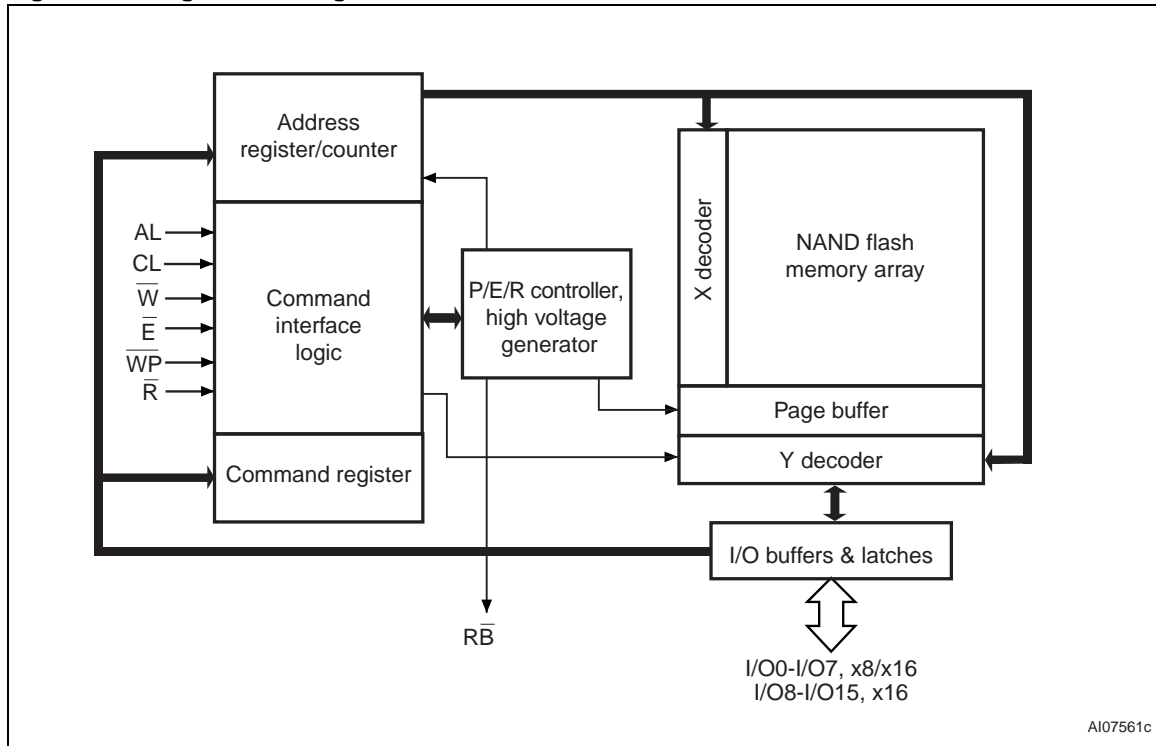 Address
register/counter
AL
CL
W̅
E̅
W̅P̅
R̅
Command
interface
logic
Command register
P/E/R controller,
high voltage
generator
RB̅
X decoder
NAND flash
memory array
Page buffer
Y decoder
I/O buffers & latches
I/O0-I/O7, x8/x16
I/O8-I/O15, x16
AI07561c